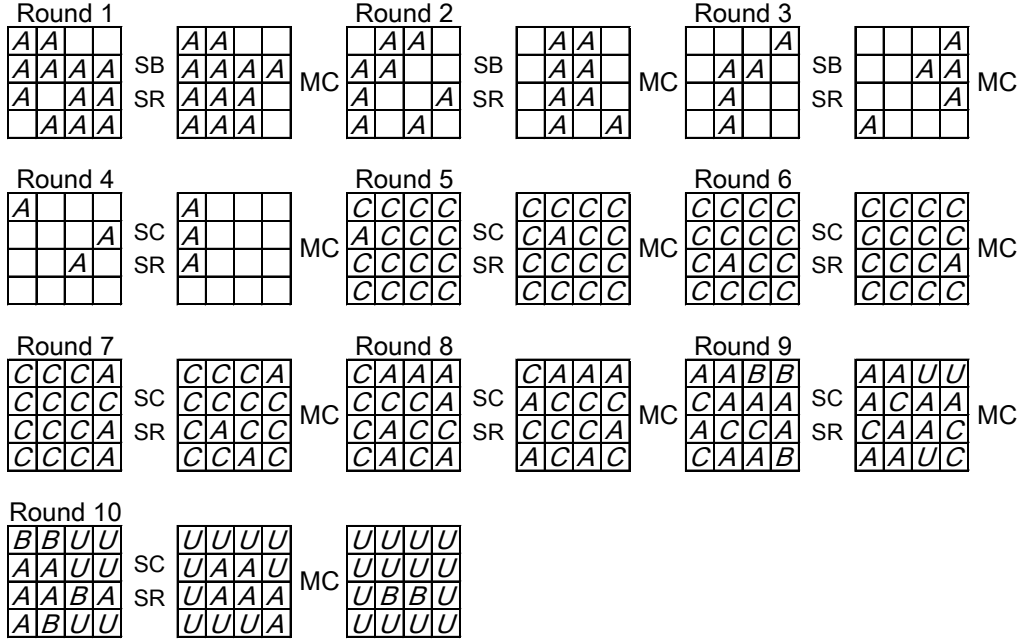 Round 1 Round 2 Round 3
A A A A A A A A A A
A A A A SB A A A A MC A A SB A A MC A A SB A A MC
A A A SR A A A A A SR A A A SR A
A A A A A A A A A A A A
Round 4 Round 5 Round 6
A A C C C C C C C C C C C C C C C C
A SC A MC A C C C SC C A C C MC C C C C SC C C C C MC
A SR A C C C C SR C C C C C A C C SR C C C A
C C C C C C C C C C C C C C C C
Round 7 Round 8 Round 9
C C C A C C C A C A A A C A A A A A B B A A U U
C C C C SC C C C C MC C C C A SC A C C C MC C A A A SC A C A A MC
C C C A SR C A C C C A C C SR C C C A A C C A SR C A A C
C C C A C C A C C A C A A C A C C A A B A A U C
Round 10
B B U U U U U U U U U U
A A U U SC U A A U MC U U U U
A A B A SR U A A A U B B U
A B U U U U U A U U U U